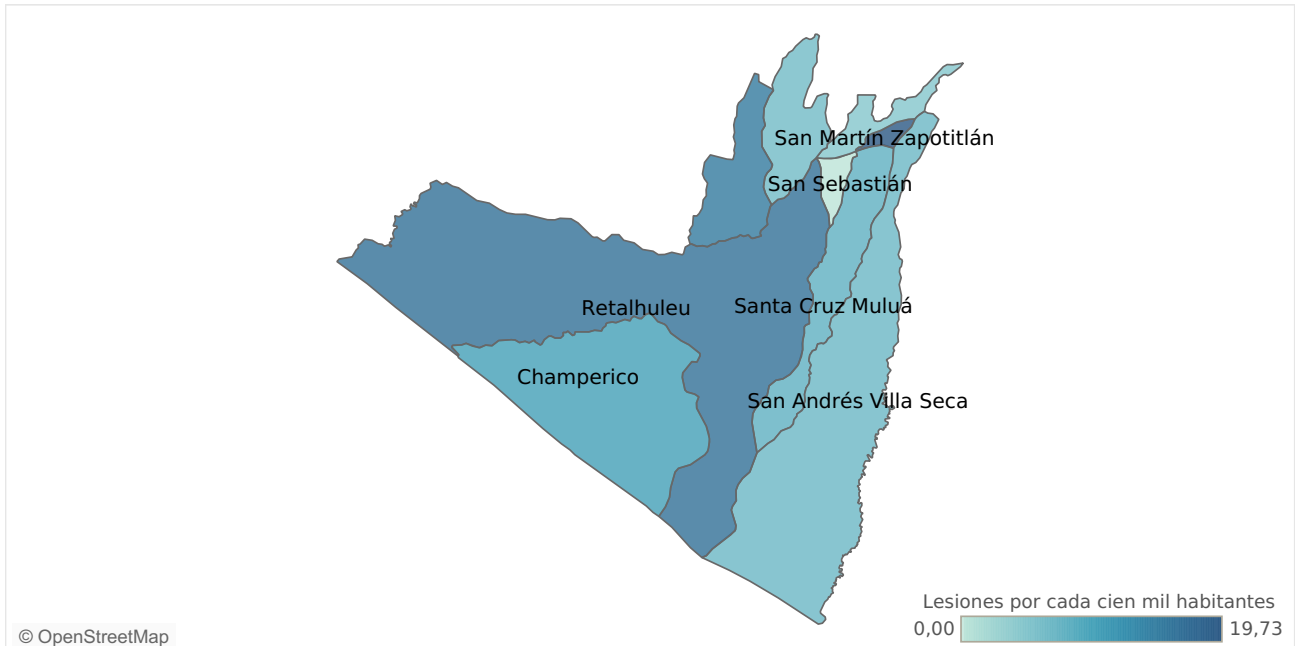 San Martín Zapotitlán
San Sebastián
Retalhuleu
Santa Cruz Muluá
Champerico
San Andrés Villa Seca
Lesiones por cada cien mil habitantes
0,00 19,73
© OpenStreetMap